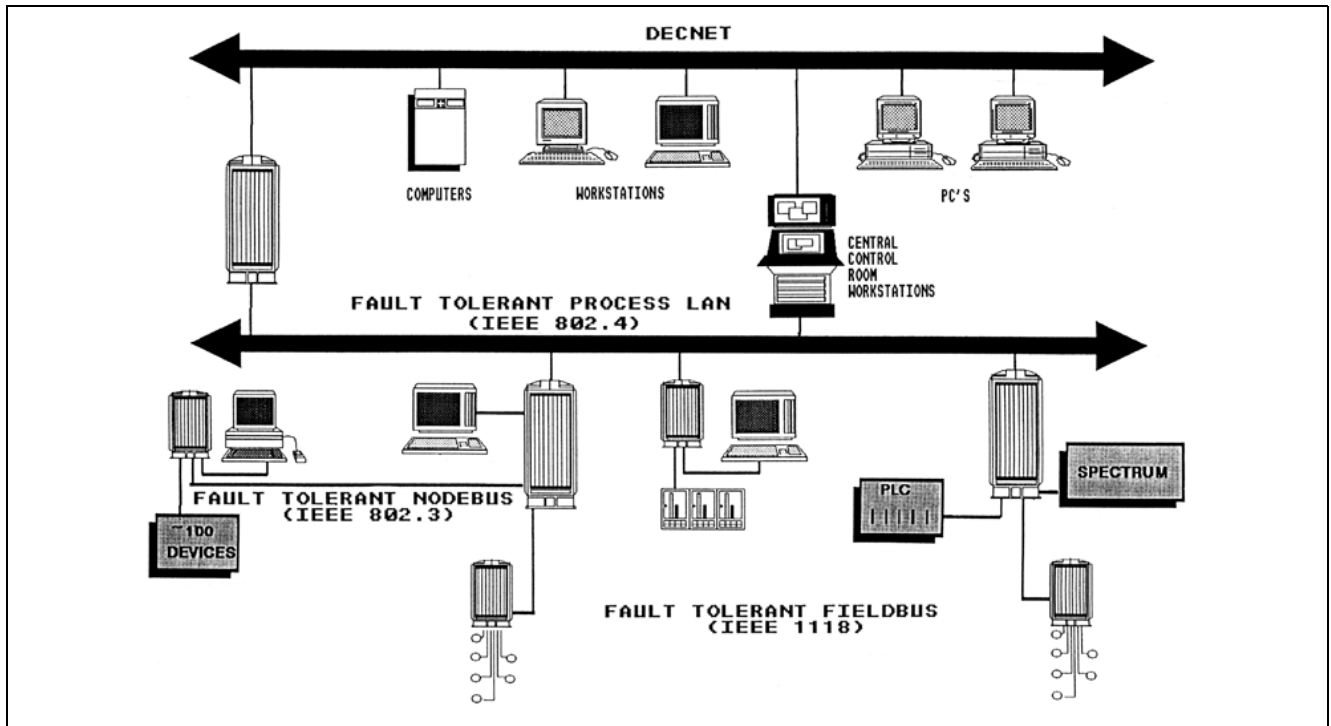 DECNET
COMPUTERS
WORKSTATIONS
PC'S
CENTRAL
CONTROL
ROOM
WORKSTATIONS
FAULT TOLERANT PROCESS LAN
(IEEE 802.4)
FAULT TOLERANT NODEBUS
(IEEE 802.3)
~100
DEVICES
PLC
SPECTRUM
FAULT TOLERANT FIELDBUS
(IEEE 1118)